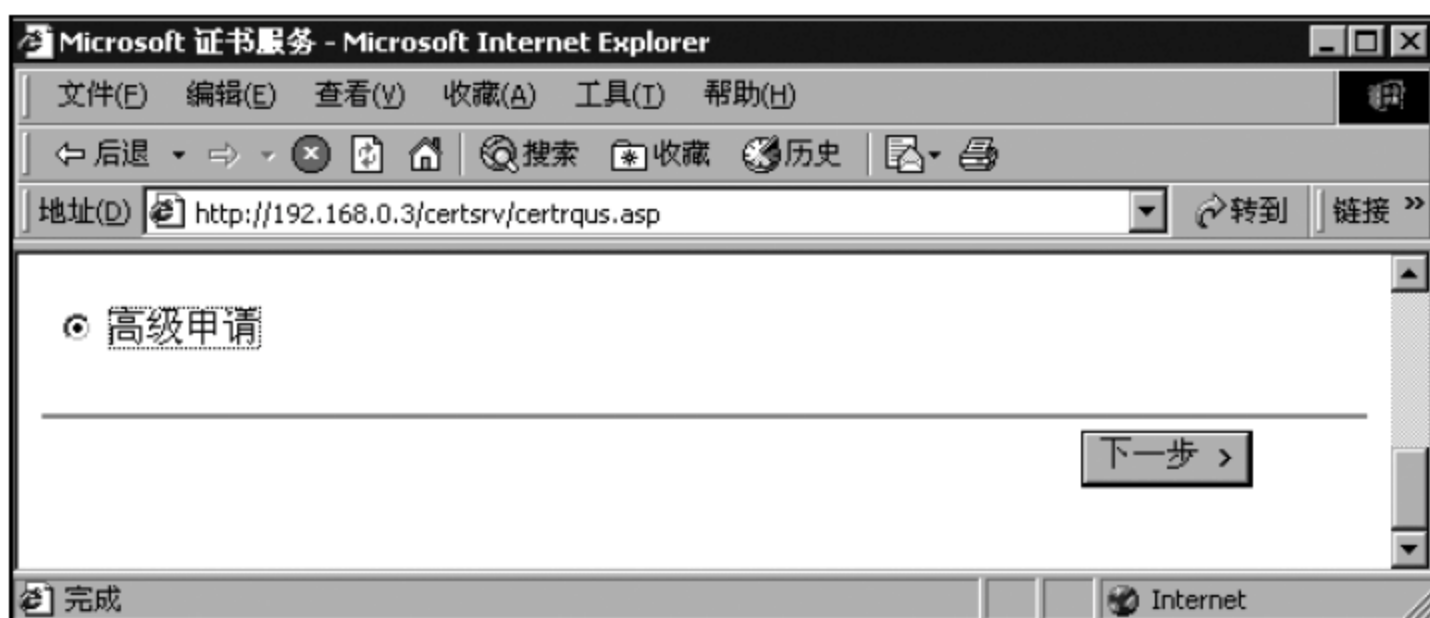 Microsoft 证书服务 - Microsoft Internet Explorer
文件(F) 编辑(E) 查看(V) 收藏(A) 工具(T) 帮助(H)
后退 搜索 收藏 历史
地址(D) http://192.168.0.3/certsrv/certrqus.asp 转到 链接 »
高级申请
下一步 >
完成 Internet